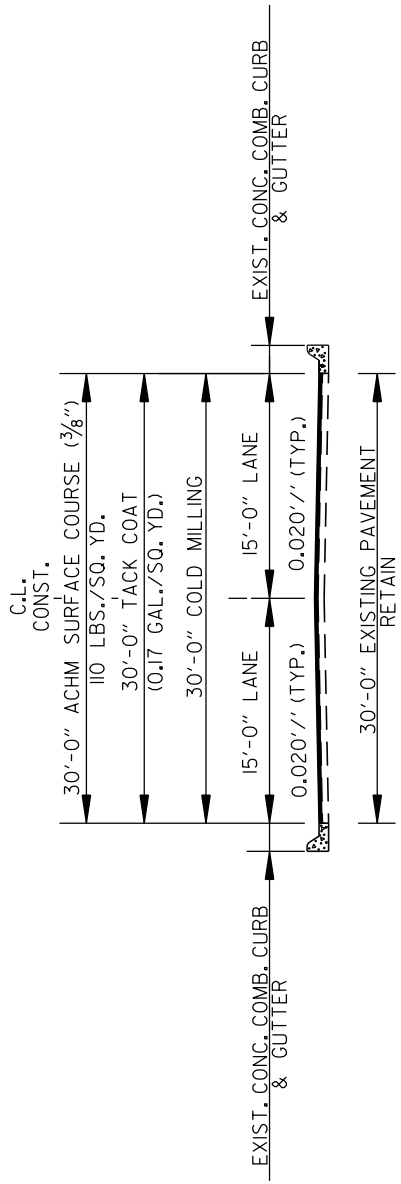 C.L.
CONST.
30'-0" ACHM SURFACE COURSE (3/8")
110 LBS./SQ. YD.
30'-0" TACK COAT
(0.17 GAL./SQ. YD.)
30'-0" COLD MILLING
EXIST. CONC. COMB. CURB
& GUTTER
15'-0" LANE
15'-0" LANE
EXIST. CONC. COMB. CURB
& GUTTER
0.020'/' (TYP.)
0.020'/' (TYP.)
30'-0" EXISTING PAVEMENT
RETAIN